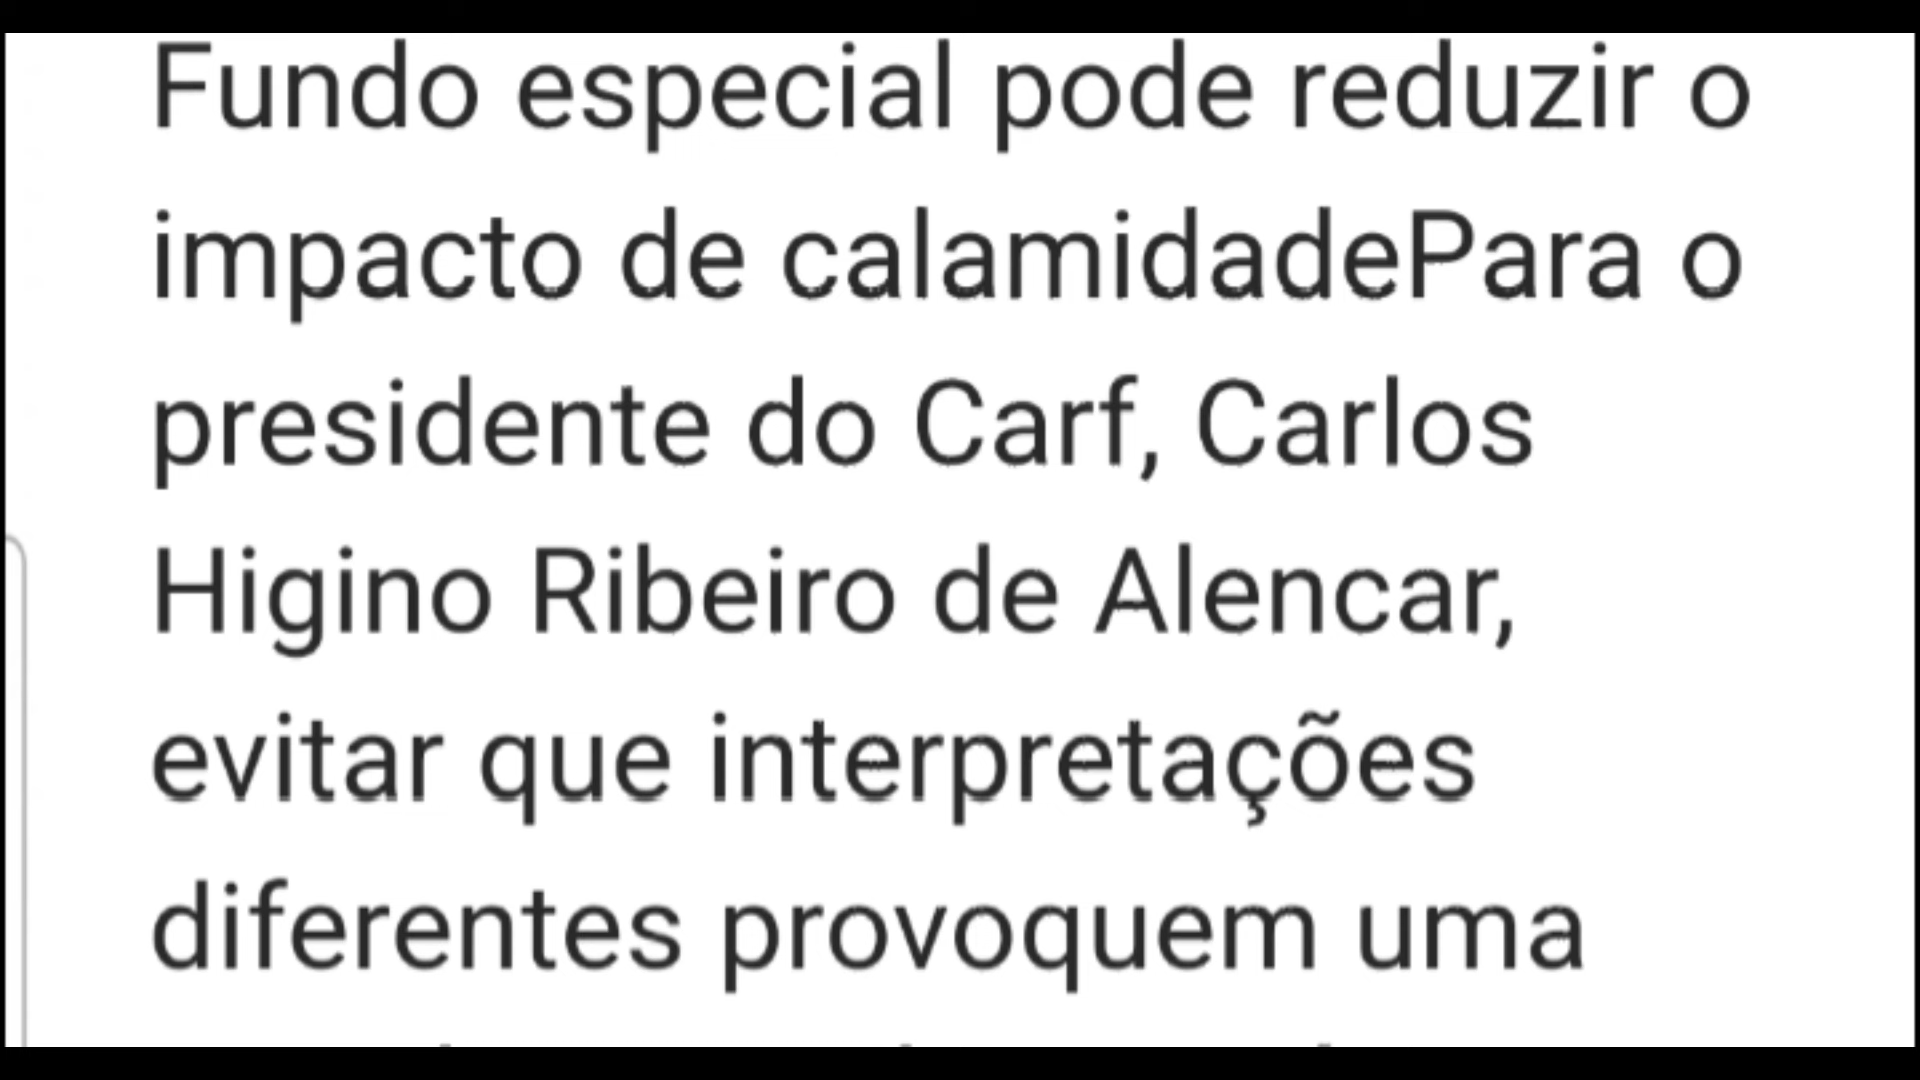 Fundo especial pode reduzir o
impacto de calamidadePara o
presidente do Carf, Carlos
Higino Ribeiro de Alencar,
evitar que interpretações
diferentes provoquem uma